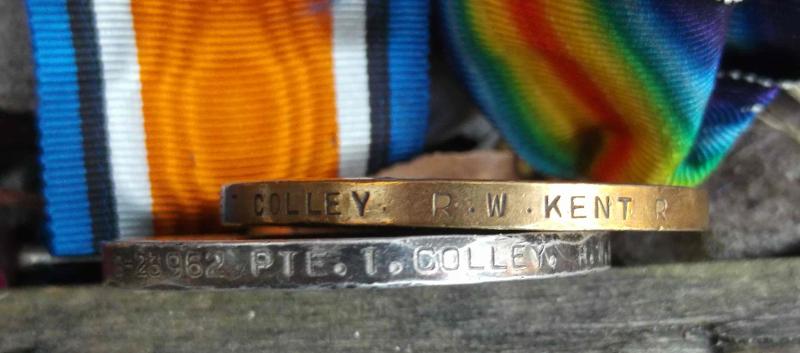 COLLEY. R.W. KENT. R
-23962. PTE. T. COLLEY.